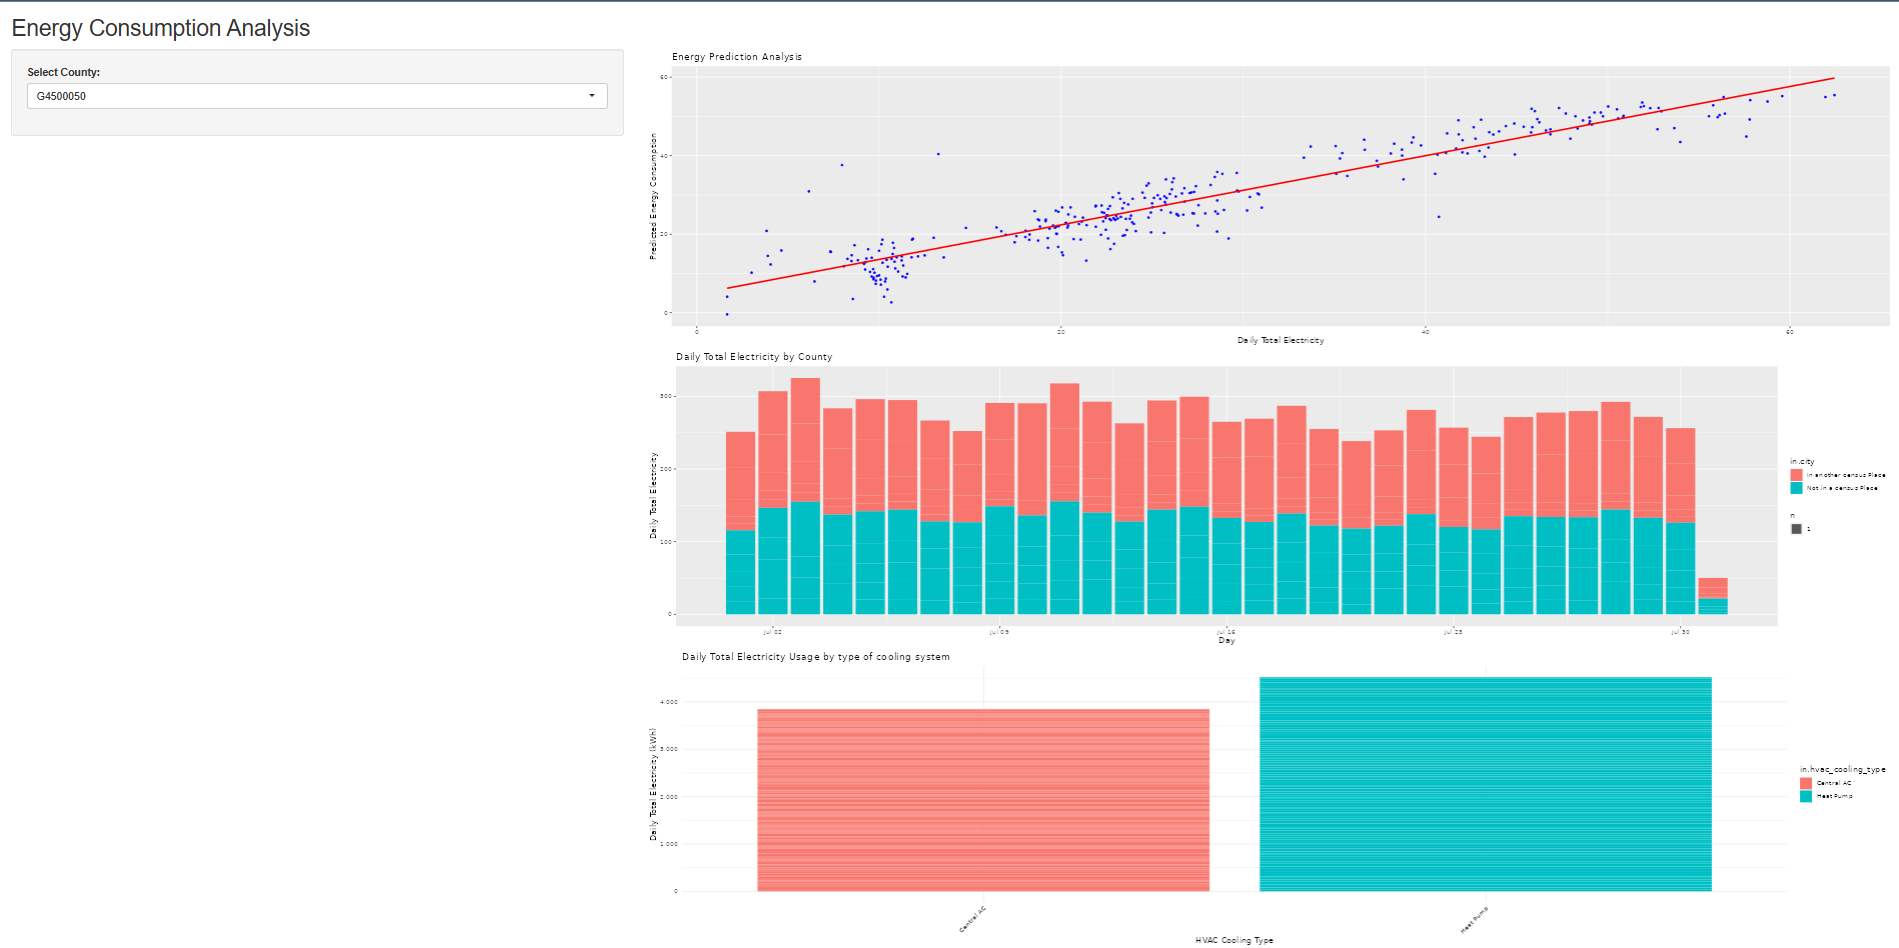 Energy Consumption Analysis
Select County:
G4500050
Energy Prediction Analysis
Predicted Energy Consumption
60
40
20
0
0 20 40 60
Daily Total Electricity
Daily Total Electricity by County
Daily Total Electricity
300
200
100
0
Jul 02 Jul 09 Jul 16 Jul 23 Jul 30
Day
in.city
In another census Place
Not in a census Place
n
1
Daily Total Electricity Usage by type of cooling system
Daily Total Electricity (kWh)
4,000
3,000
2,000
1,000
0
Central AC Heat Pump
HVAC Cooling Type
in.hvac_cooling_type
Central AC
Heat Pump